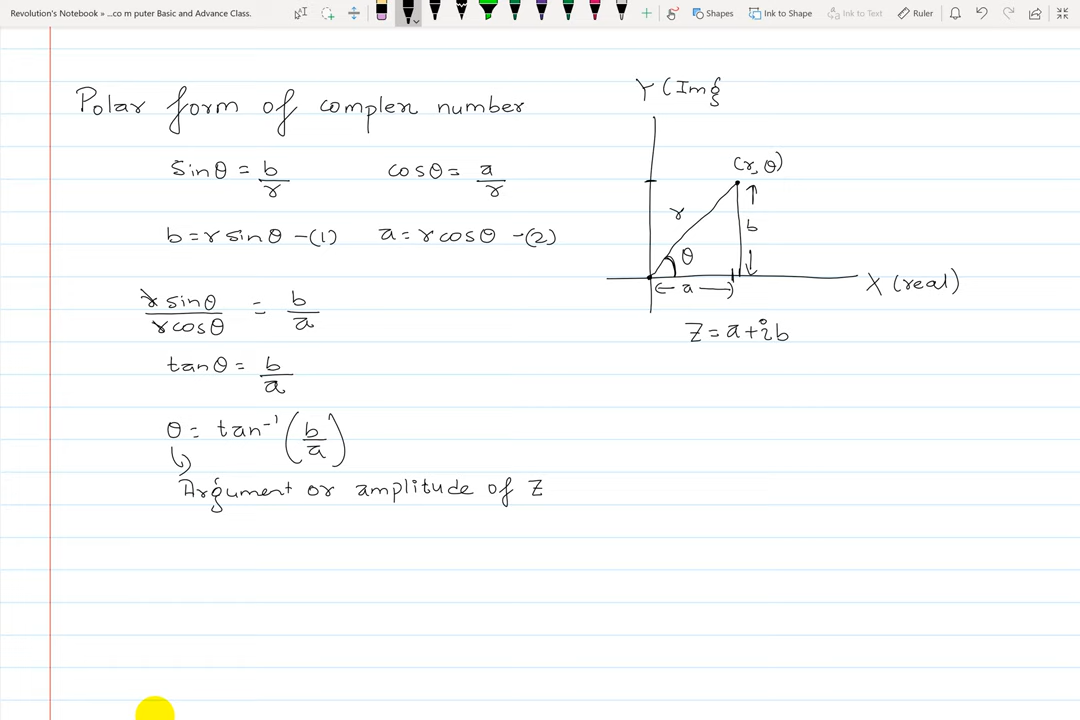 Revolution's Notebook » ...co m puter Basic and Advance Class.
Shapes
Ink to Shape
Ink to Text
Ruler
Polar form of complex number
sinθ = b/r
cosθ = a/r
b = r sinθ - (1)
a = r cosθ - (2)
r sinθ / r cosθ = b/a
tanθ = b/a
θ = tan⁻¹ (b/a)
Argument or amplitude of Z
Y (Img
(r, θ)
r
b
θ
a
X (real)
Z = a + ib